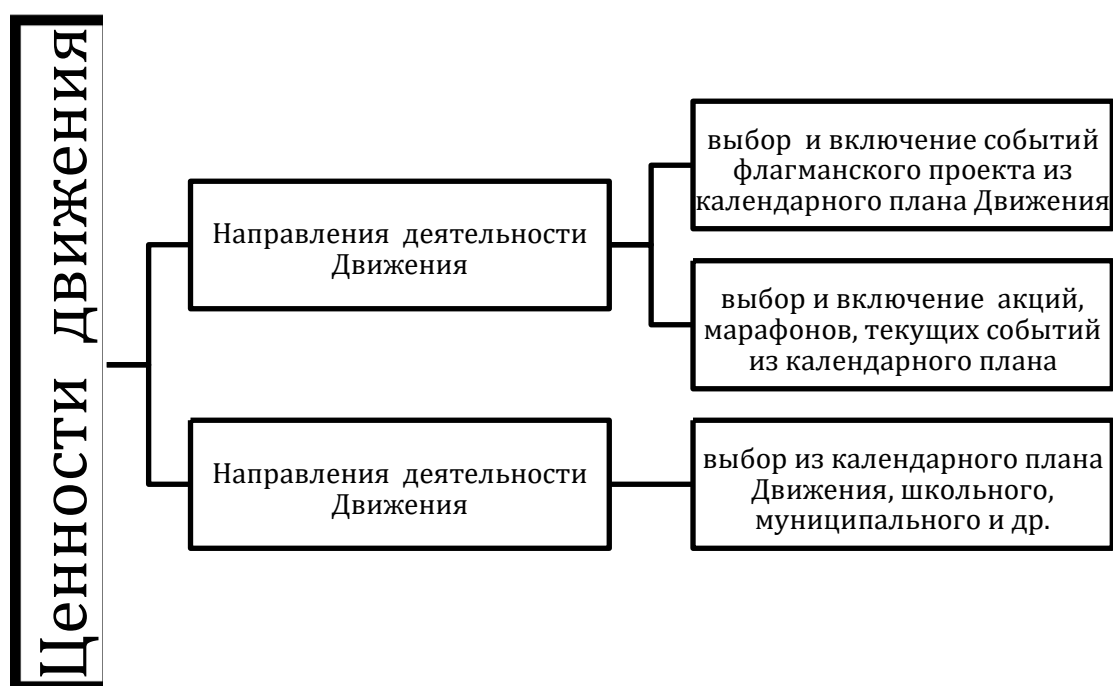 Ценности движения
Направления деятельности
Движения
выбор и включение событий
флагманского проекта из
календарного плана Движения
выбор и включение акций,
марафонов, текущих событий
из календарного плана
Направления деятельности
Движения
выбор из календарного плана
Движения, школьного,
муниципального и др.